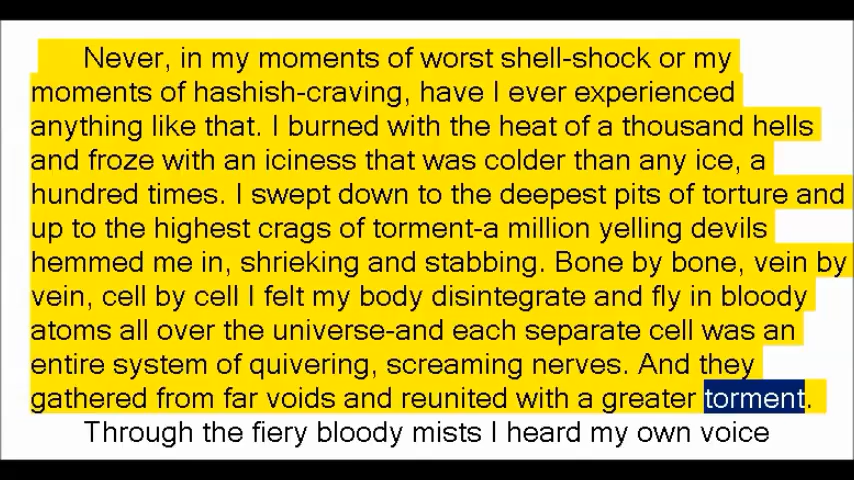 Never, in my moments of worst shell-shock or my
moments of hashish-craving, have I ever experienced
anything like that. I burned with the heat of a thousand hells
and froze with an iciness that was colder than any ice, a
hundred times. I swept down to the deepest pits of torture and
up to the highest crags of torment-a million yelling devils
hemmed me in, shrieking and stabbing. Bone by bone, vein by
vein, cell by cell I felt my body disintegrate and fly in bloody
atoms all over the universe-and each separate cell was an
entire system of quivering, screaming nerves. And they
gathered from far voids and reunited with a greater torment.
Through the fiery bloody mists I heard my own voice